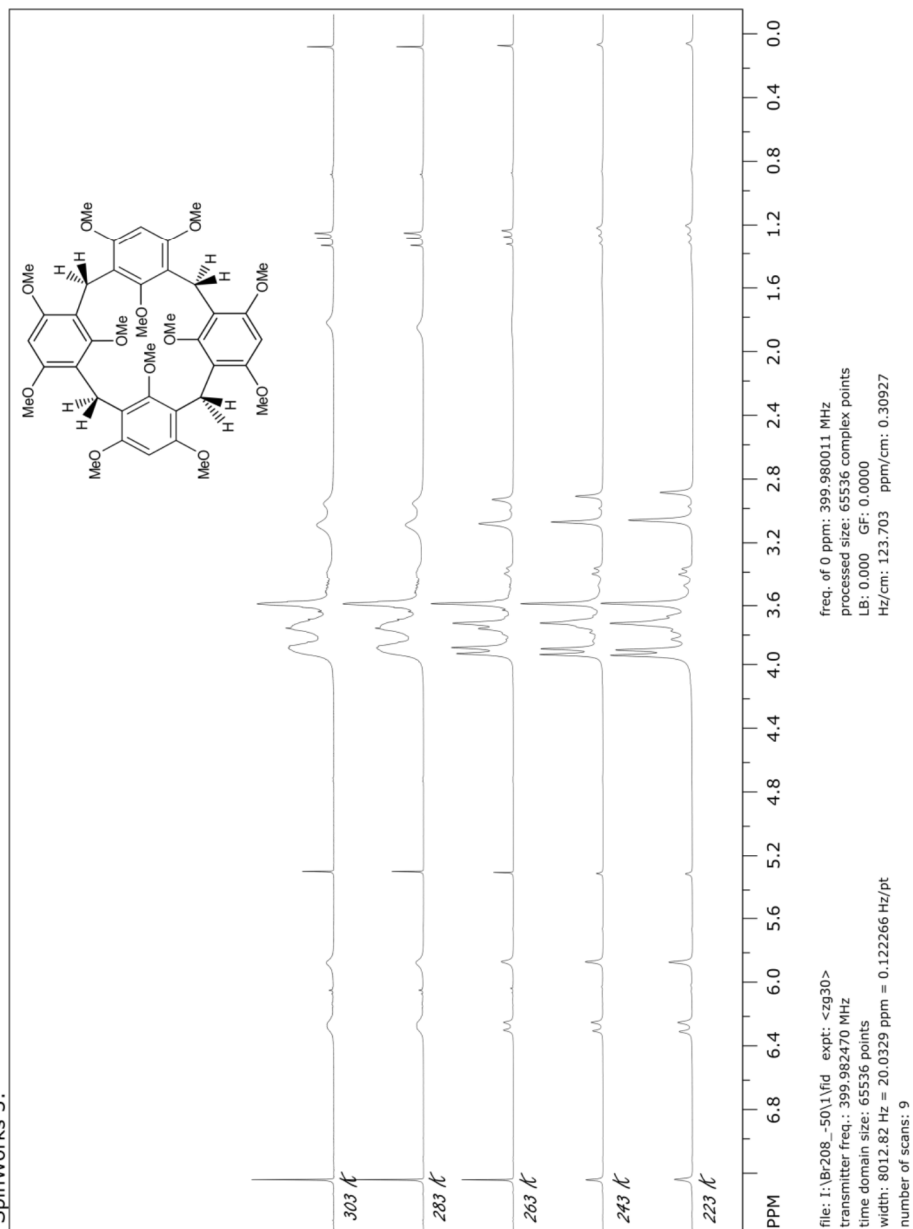 SpinWorks 3:
MeO OMe
H H
H H
MeO OMe
OMe
OMe MeO
MeO
MeO OMe
H H
H H
MeO OMe
303 K
283 K
263 K
243 K
223 K
PPM 6.8 6.4 6.0 5.6 5.2 4.8 4.4 4.0 3.6 3.2 2.8 2.4 2.0 1.6 1.2 0.8 0.4 0.0
file: I:\Br208_-50\1\fid expt: <zg30>
transmitter freq.: 399.982470 MHz
time domain size: 65536 points
width: 8012.82 Hz = 20.0329 ppm = 0.122266 Hz/pt
number of scans: 9
freq. of 0 ppm: 399.980011 MHz
processed size: 65536 complex points
LB: 0.000 GF: 0.0000
Hz/cm: 123.703 ppm/cm: 0.30927